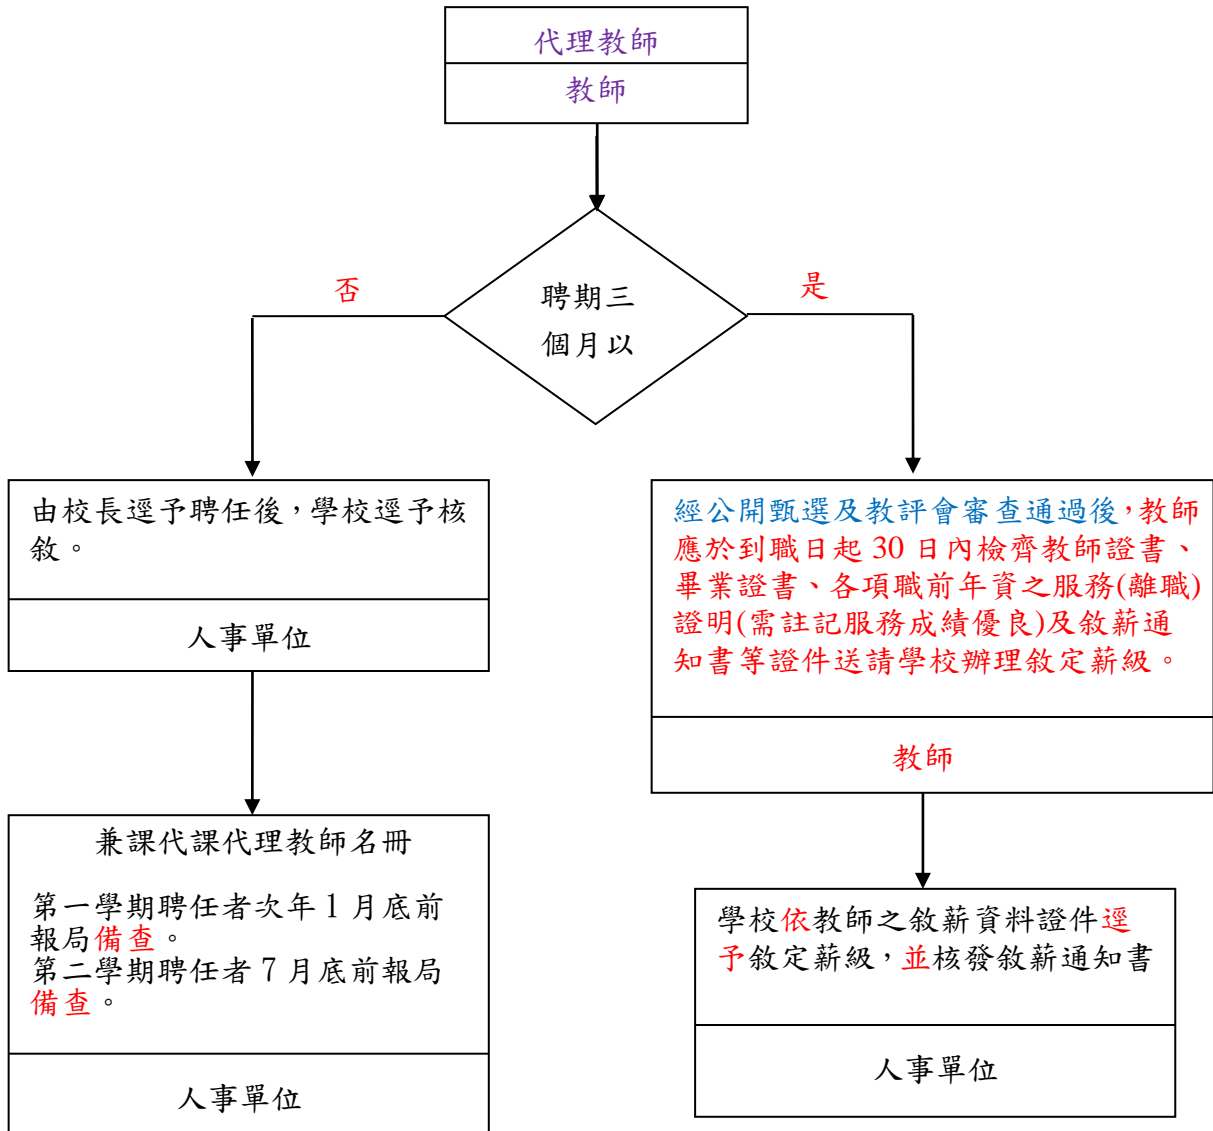 代理教師
教師
聘期三
個月以
否
是
由校長逕予聘任後，學校逕予核
敘。
人事單位
兼課代課代理教師名冊
第一學期聘任者次年 1 月底前
報局備查。
第二學期聘任者 7 月底前報局
備查。
人事單位
經公開甄選及教評會審查通過後，教師
應於到職日起 30 日內檢齊教師證書、
畢業證書、各項職前年資之服務(離職)
證明(需註記服務成績優良)及敘薪通
知書等證件送請學校辦理敘定薪級。
教師
學校依教師之敘薪資料證件逕
予敘定薪級，並核發敘薪通知書
人事單位